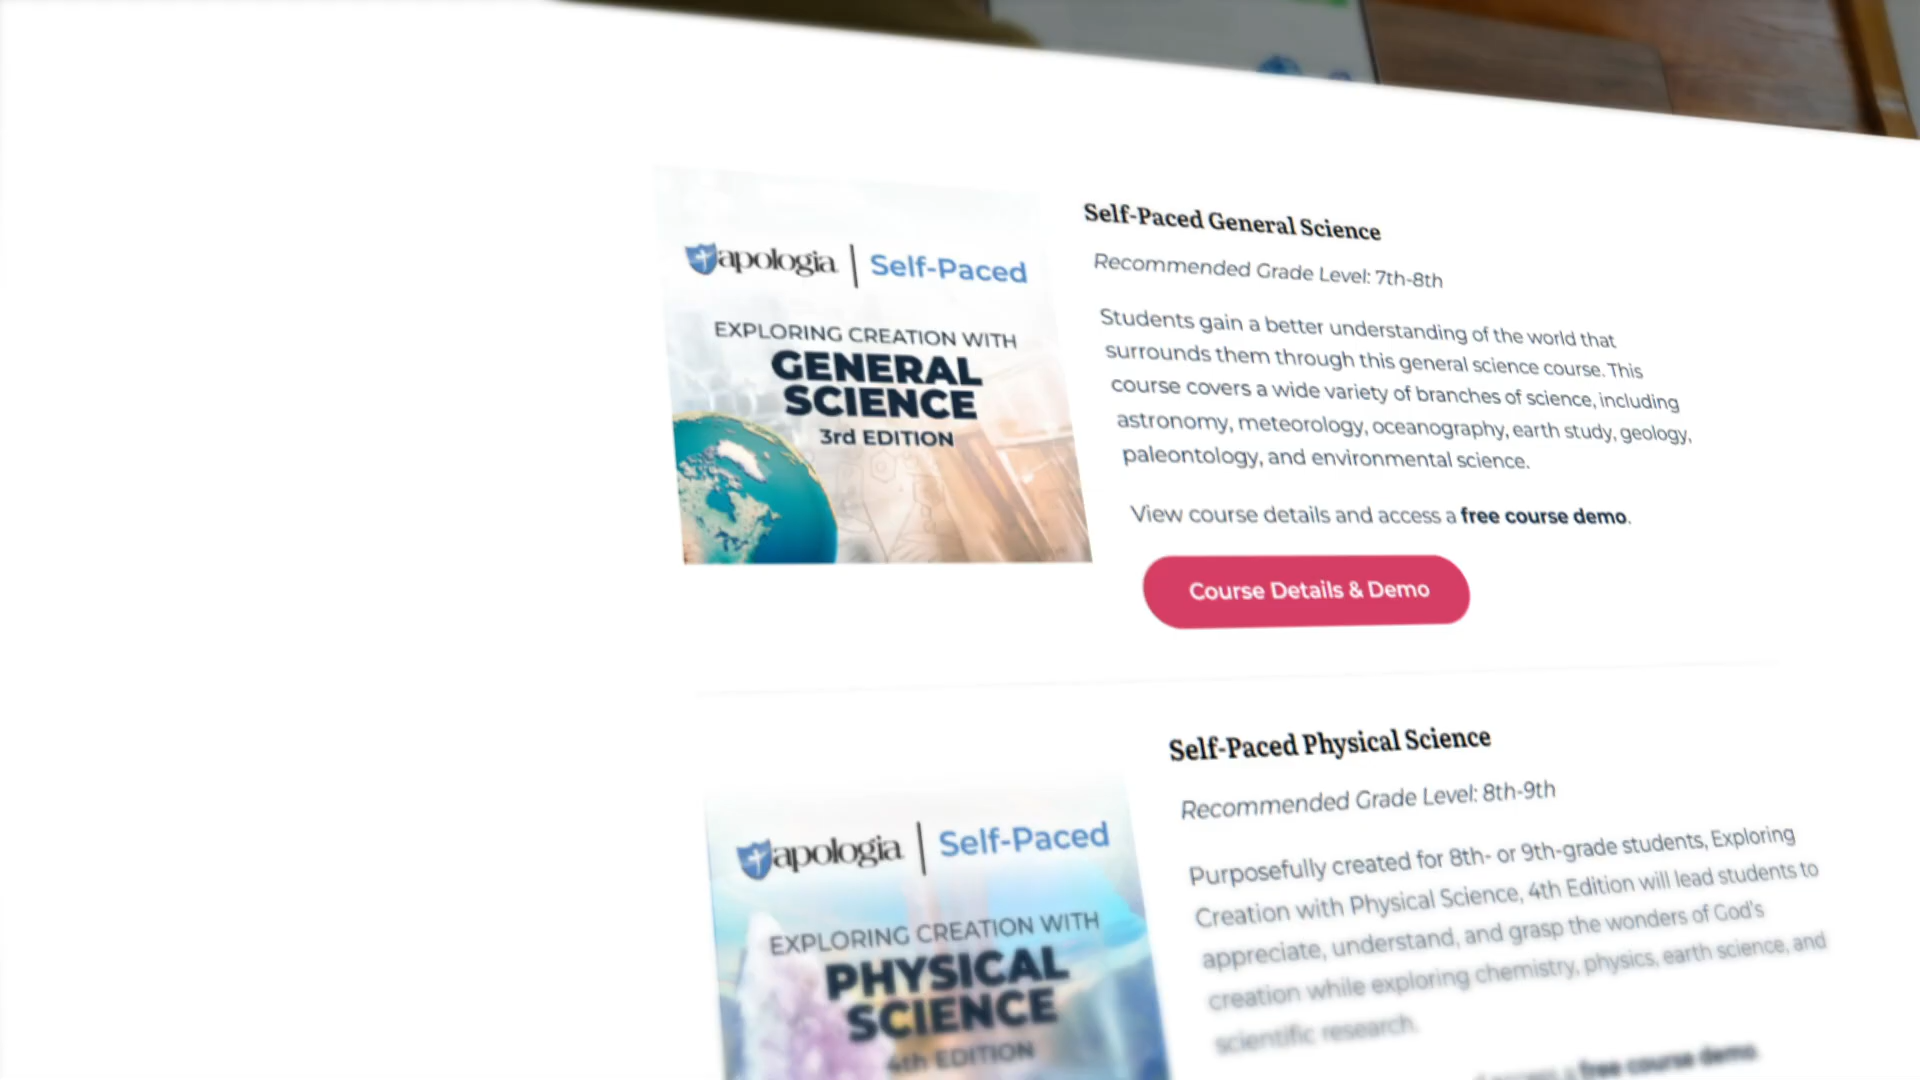 apologia | Self-Paced
EXPLORING CREATION WITH
GENERAL
SCIENCE
3rd EDITION
Self-Paced General Science
Recommended Grade Level: 7th-8th
Students gain a better understanding of the world that
surrounds them through this general science course. This
course covers a wide variety of branches of science, including
astronomy, meteorology, oceanography, earth study, geology,
paleontology, and environmental science.
View course details and access a free course demo.
Course Details & Demo
apologia | Self-Paced
EXPLORING CREATION WITH
PHYSICAL
SCIENCE
4th EDITION
Self-Paced Physical Science
Recommended Grade Level: 8th-9th
Purposefully created for 8th- or 9th-grade students, Exploring
Creation with Physical Science, 4th Edition will lead students to
appreciate, understand, and grasp the wonders of God's
creation while exploring chemistry, physics, earth science, and
scientific research.
access a free course demo